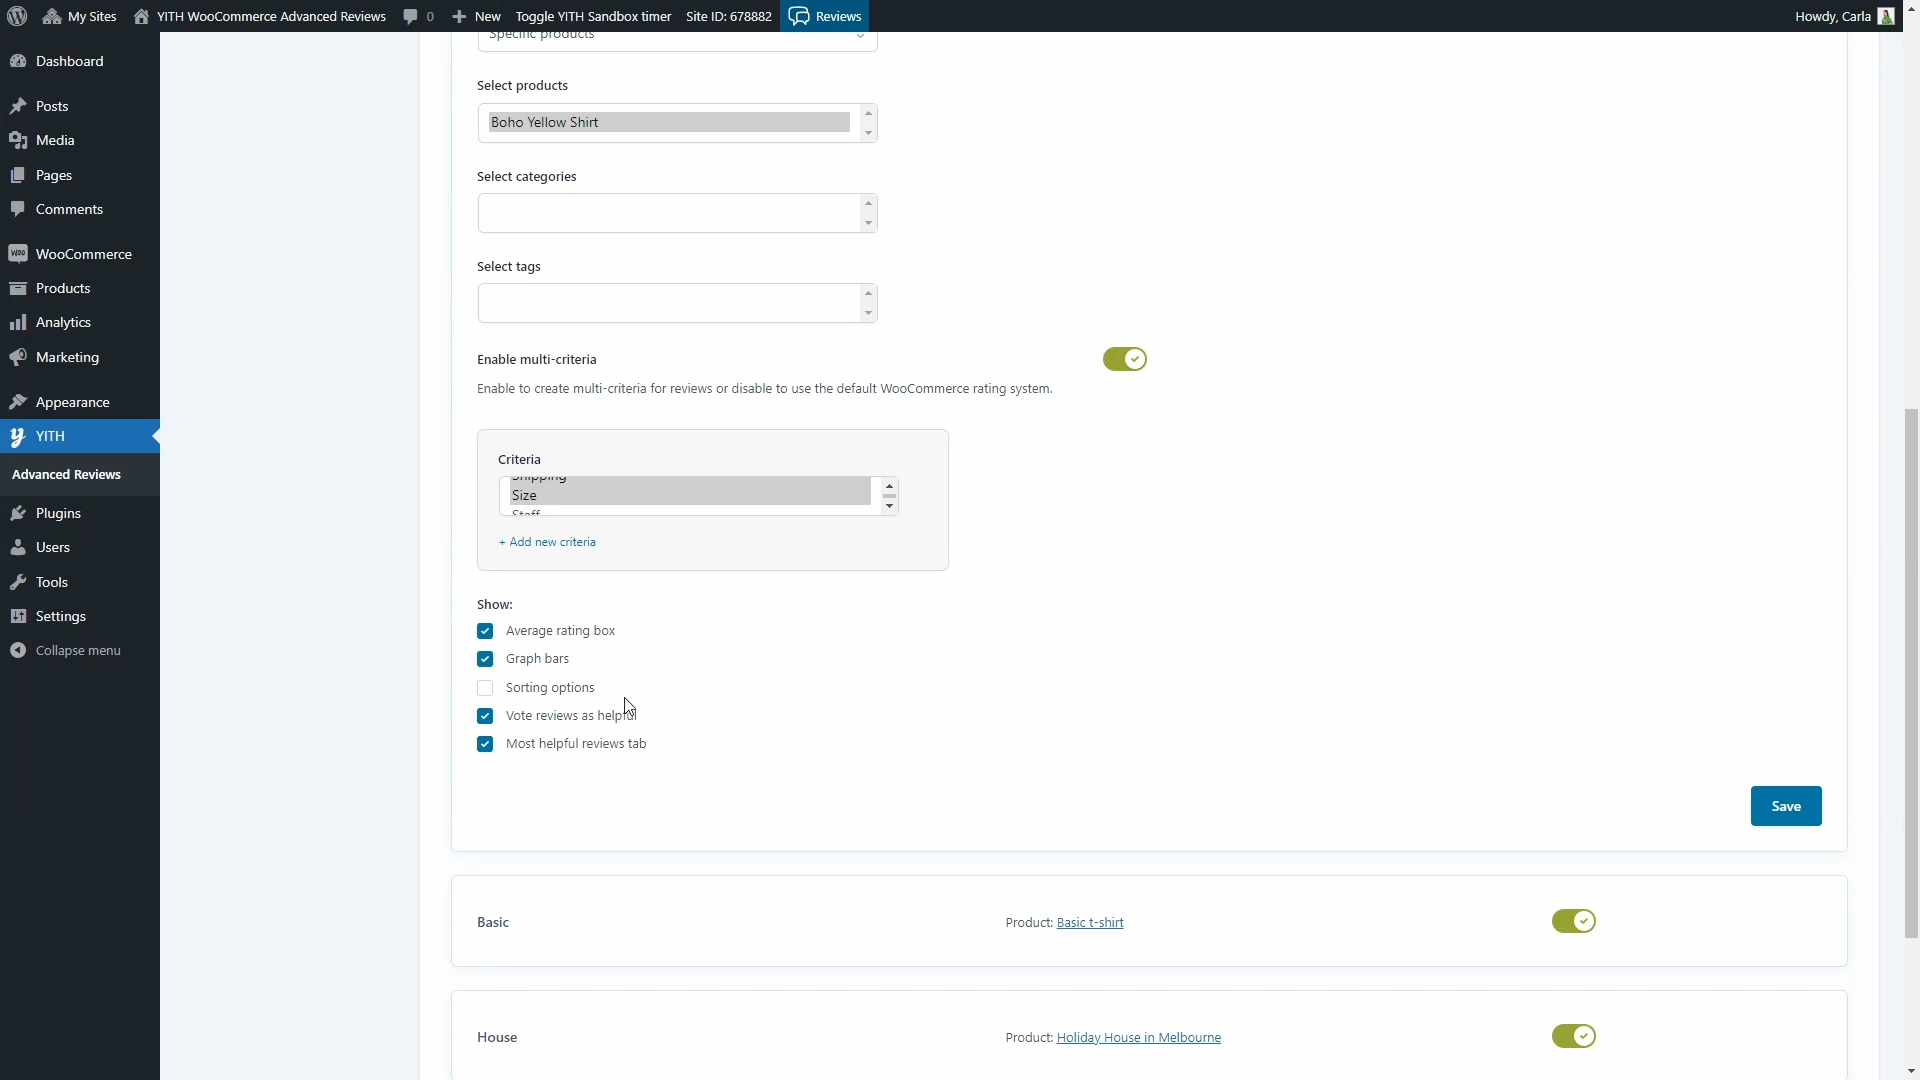 My Sites
YITH WooCommerce Advanced Reviews
0
New
Toggle YITH Sandbox timer
Site ID: 678882
Reviews
Howdy, Carla
Dashboard
Posts
Media
Pages
Comments
WooCommerce
Products
Analytics
Marketing
Appearance
YITH
Advanced Reviews
Plugins
Users
Tools
Settings
Collapse menu
Specific products
Select products
Boho Yellow Shirt
Select categories
Select tags
Enable multi-criteria
Enable to create multi-criteria for reviews or disable to use the default WooCommerce rating system.
Criteria
Shipping
Size
Staff
+ Add new criteria
Show:
Average rating box
Graph bars
Sorting options
Vote reviews as helpful
Most helpful reviews tab
Save
Basic
Product: Basic t-shirt
House
Product: Holiday House in Melbourne